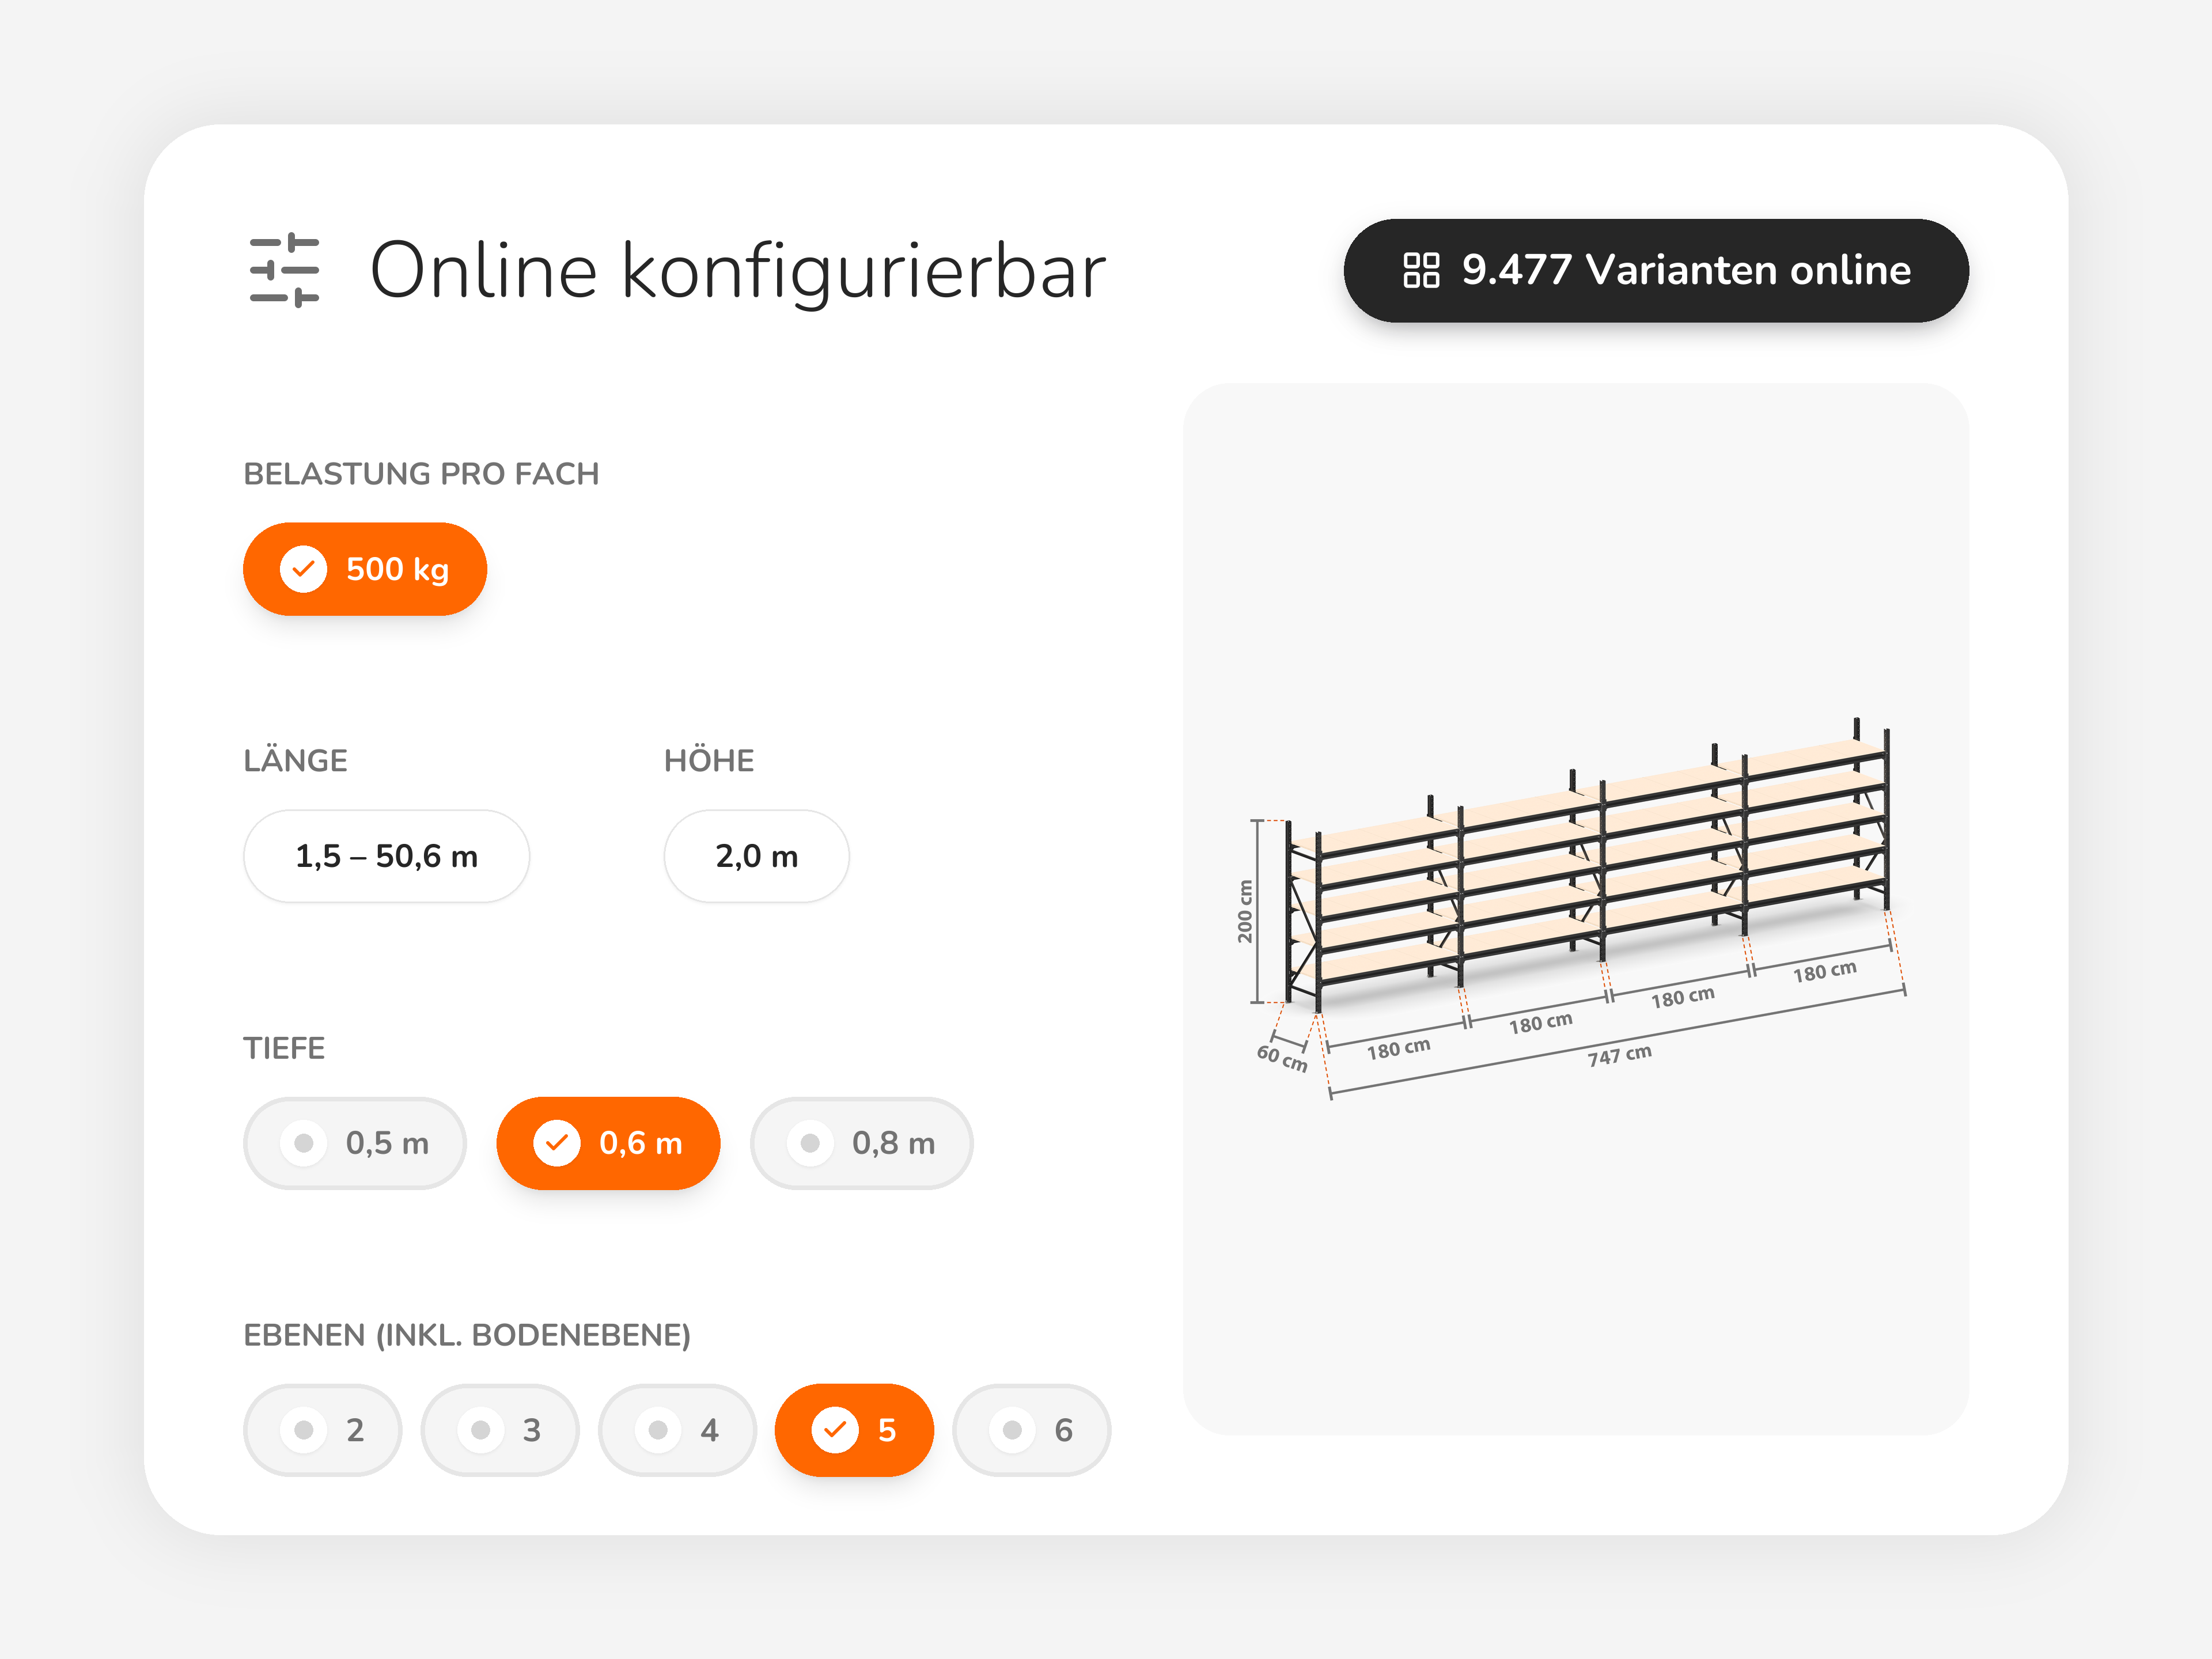 Online konfigurierbar
9.477 Varianten online
BELASTUNG PRO FACH
500 kg
LÄNGE
HÖHE
1,5 – 50,6 m
2,0 m
TIEFE
0,5 m
0,6 m
0,8 m
EBENEN (INKL. BODENEBENE)
2
3
4
5
6
200 cm
60 cm
180 cm
180 cm
180 cm
180 cm
747 cm